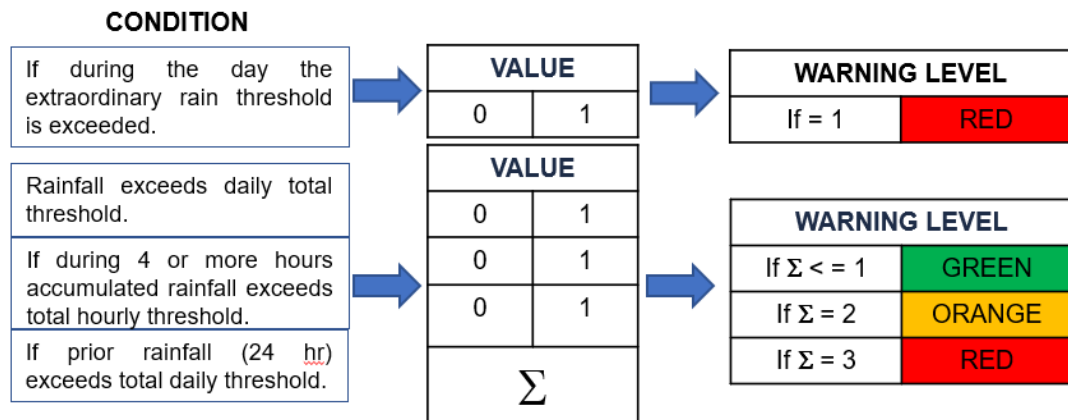 CONDITION
If during the day the
extraordinary rain threshold
is exceeded.
VALUE
0 1
WARNING LEVEL
If = 1 RED
Rainfall exceeds daily total
threshold.
If during 4 or more hours
accumulated rainfall exceeds
total hourly threshold.
If prior rainfall (24 hr)
exceeds total daily threshold.
VALUE
0 1
0 1
0 1
Σ
WARNING LEVEL
If Σ < = 1 GREEN
If Σ = 2 ORANGE
If Σ = 3 RED